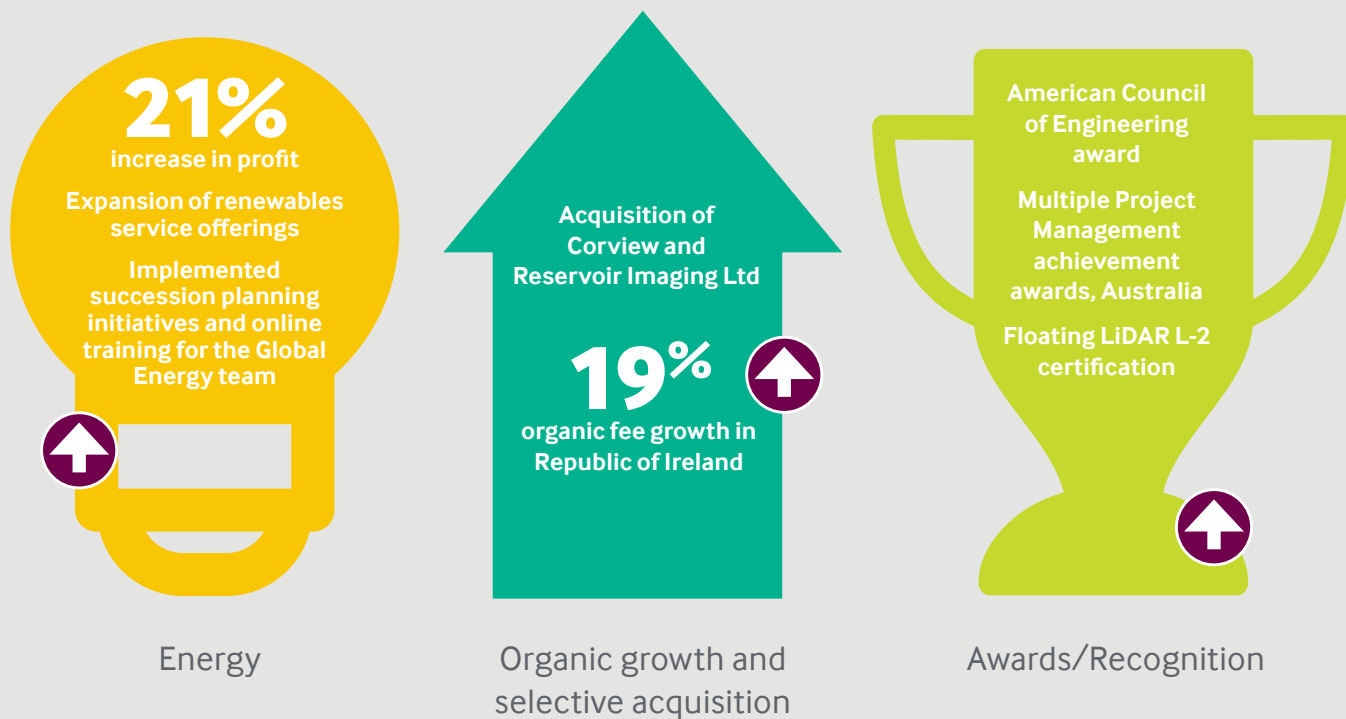 21%
increase in profit
Expansion of renewables
service offerings
Implemented
succession planning
initiatives and online
training for the Global
Energy team
Energy
Acquisition of
Corview and
Reservoir Imaging Ltd
19%
organic fee growth in
Republic of Ireland
Organic growth and
selective acquisition
American Council
of Engineering
award
Multiple Project
Management
achievement
awards, Australia
Floating LiDAR L-2
certification
Awards/Recognition